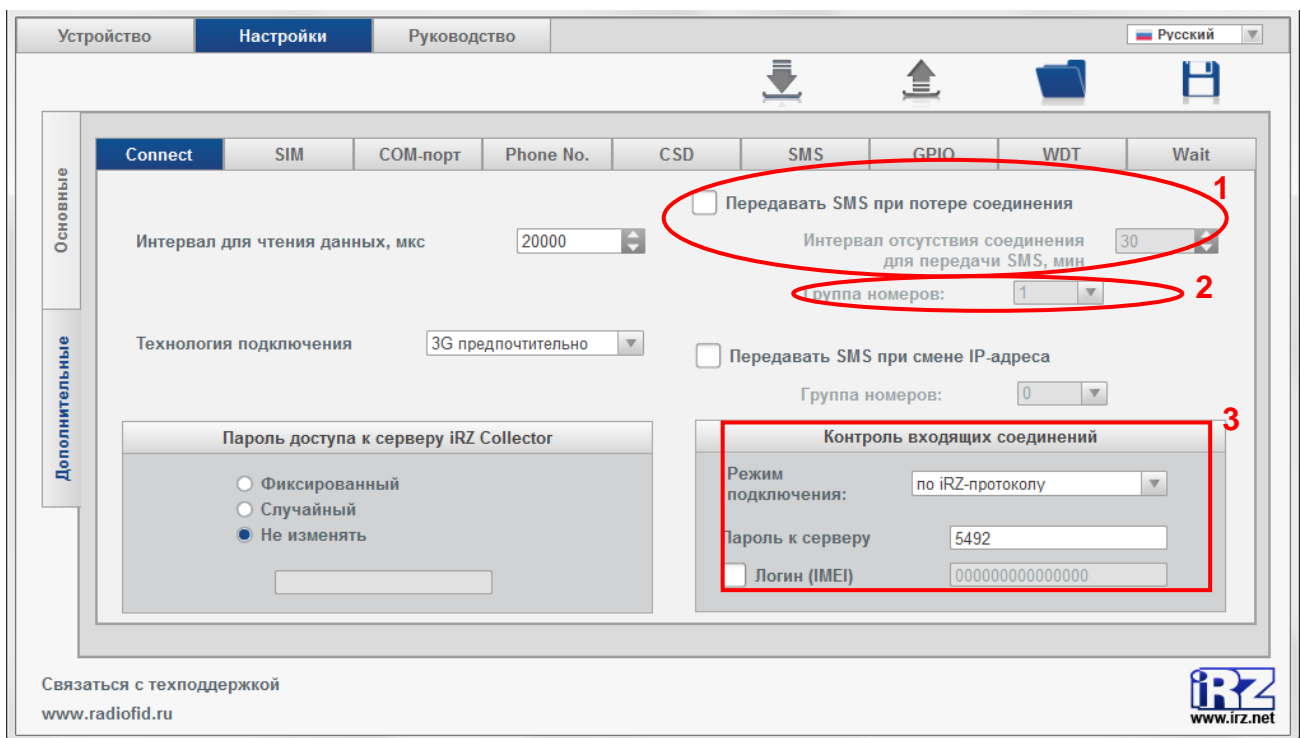 Устройство
Настройки
Руководство
Русский
Основные
Дополнительные
Connect
SIM
COM-порт
Phone No.
CSD
SMS
GPIO
WDT
Wait
1
Передавать SMS при потере соединения
Интервал для чтения данных, мкс
20000
Интервал отсутствия соединения
для передачи SMS, мин
30
Группа номеров:
1
2
Технология подключения
3G предпочтительно
Передавать SMS при смене IP-адреса
Группа номеров:
0
3
Пароль доступа к серверу iRZ Collector
Фиксированный
Случайный
Не изменять
Контроль входящих соединений
Режим
подключения:
по iRZ-протоколу
Пароль к серверу
5492
Логин (IMEI)
000000000000000
Связаться с техподдержкой
www.radiofid.ru
iRZ
www.irz.net